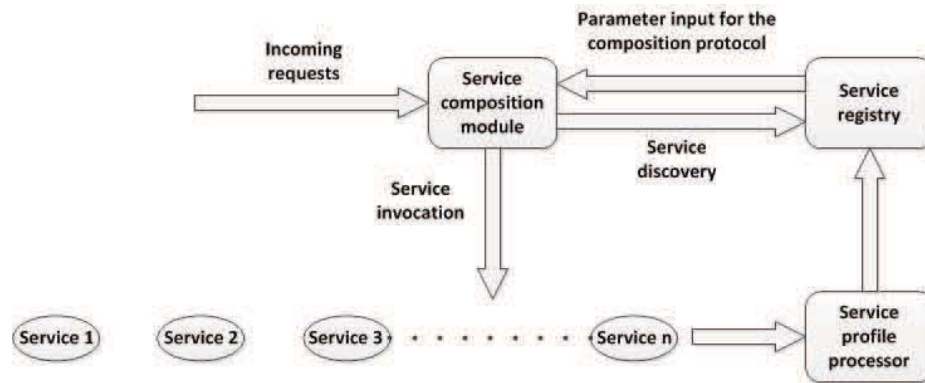 Parameter input for the
composition protocol
Incoming
requests
Service
composition
module
Service
registry
Service
discovery
Service
invocation
Service 1
Service 2
Service 3
Service n
Service
profile
processor